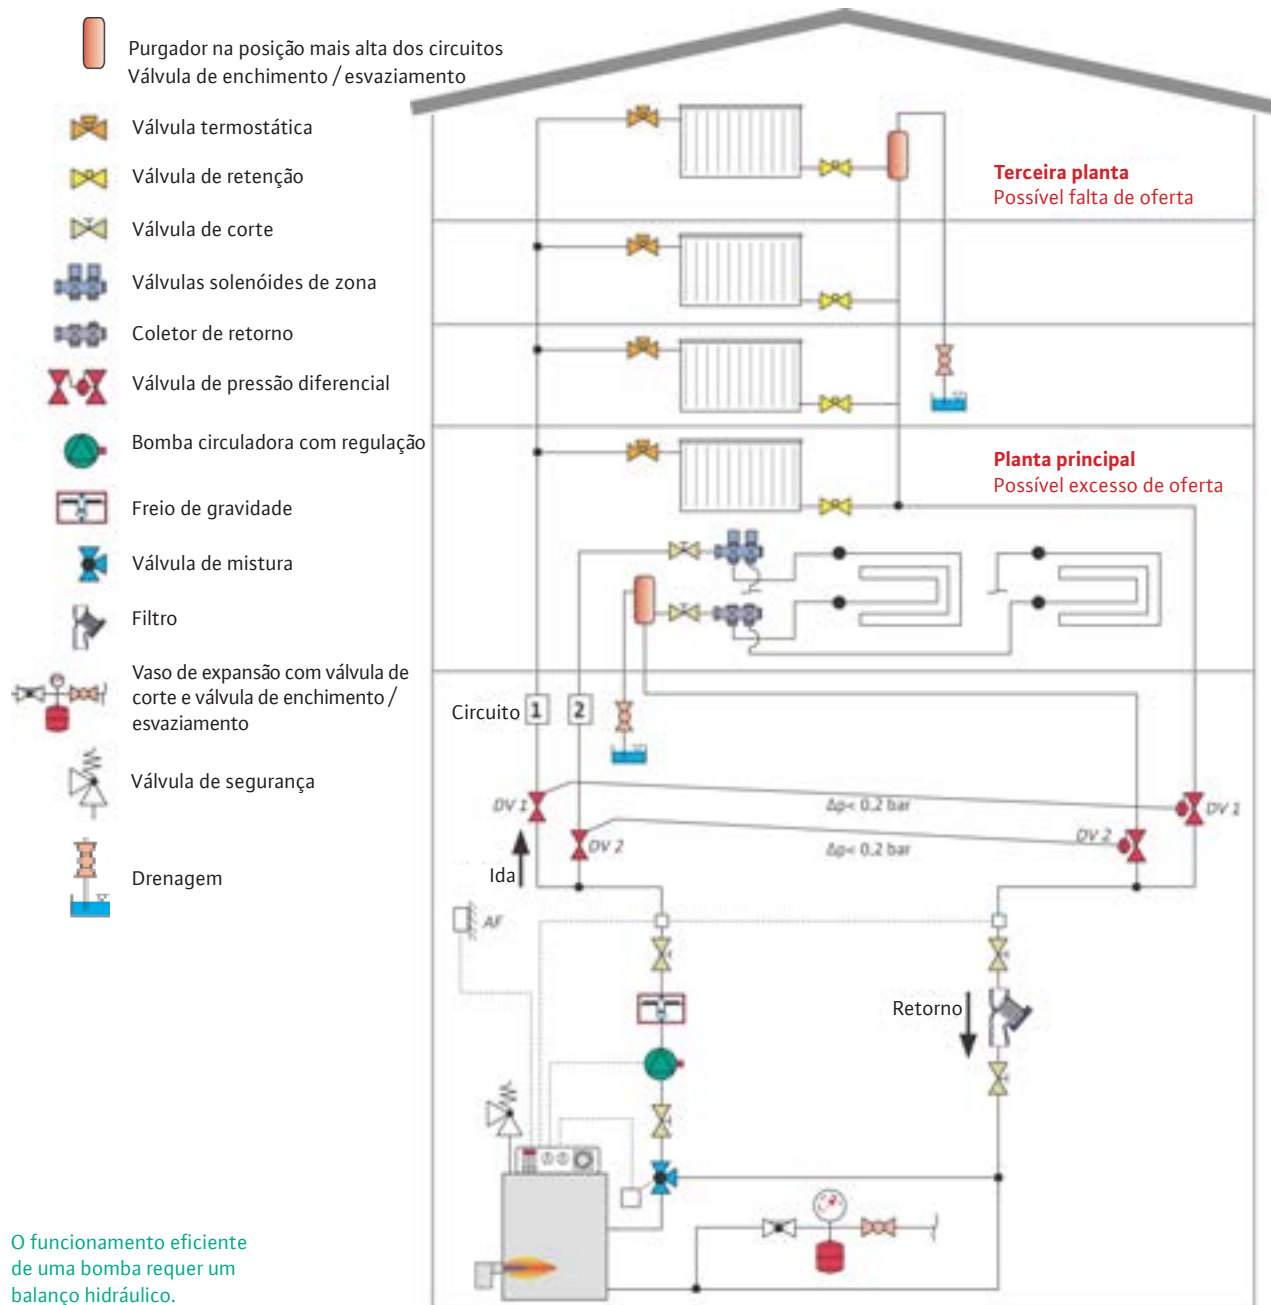 Purgador na posição mais alta dos circuitos
Válvula de enchimento / esvaziamento
Válvula termostática
Válvula de retenção
Válvula de corte
Válvulas solenóides de zona
Coletor de retorno
Válvula de pressão diferencial
Bomba circuladora com regulação
Freio de gravidade
Válvula de mistura
Filtro
Vaso de expansão com válvula de
corte e válvula de enchimento /
esvaziamento
Válvula de segurança
Drenagem
O funcionamento eficiente
de uma bomba requer um
balanço hidráulico.
Terceira planta
Possível falta de oferta
Planta principal
Possível excesso de oferta
Circuito 1 2
DV 1
Δp< 0,2 bar
DV 1
DV 2
Δp< 0,2 bar
DV 2
Ida
AF
Retorno